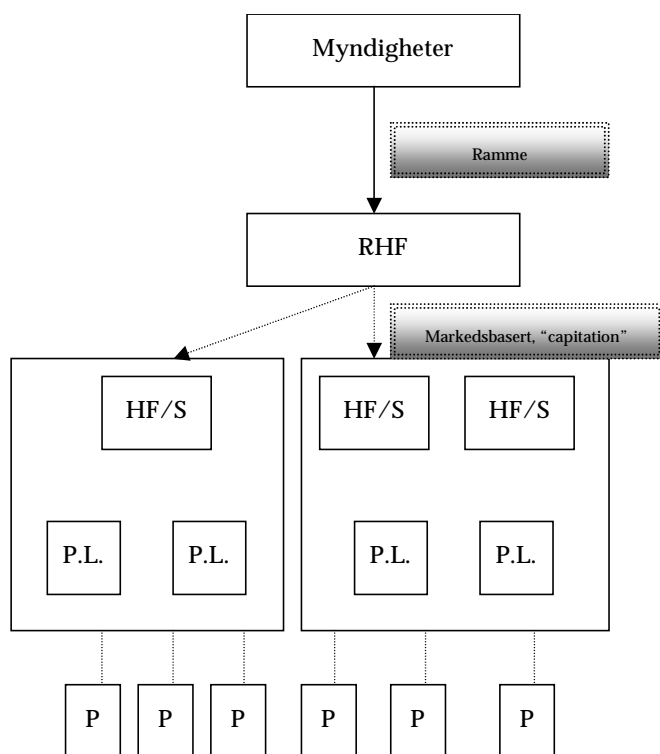 Myndigheter
Ramme
RHF
Markedsbasert, “capitation”
HF/S
HF/S
HF/S
P.L.
P.L.
P.L.
P.L.
P
P
P
P
P
P